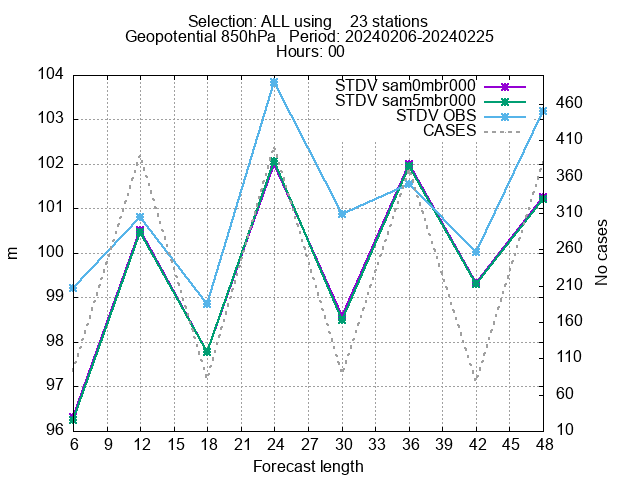 Selection: ALL using 23 stations
Geopotential 850hPa Period: 20240206-20240225
Hours: 00
STDV sam0mbr000
STDV sam5mbr000
STDV OBS
CASES
104
103
102
101
100
99
98
97
96
m
460
410
360
310
260
210
160
110
60
10
No cases
6 9 12 15 18 21 24 27 30 33 36 39 42 45 48
Forecast length